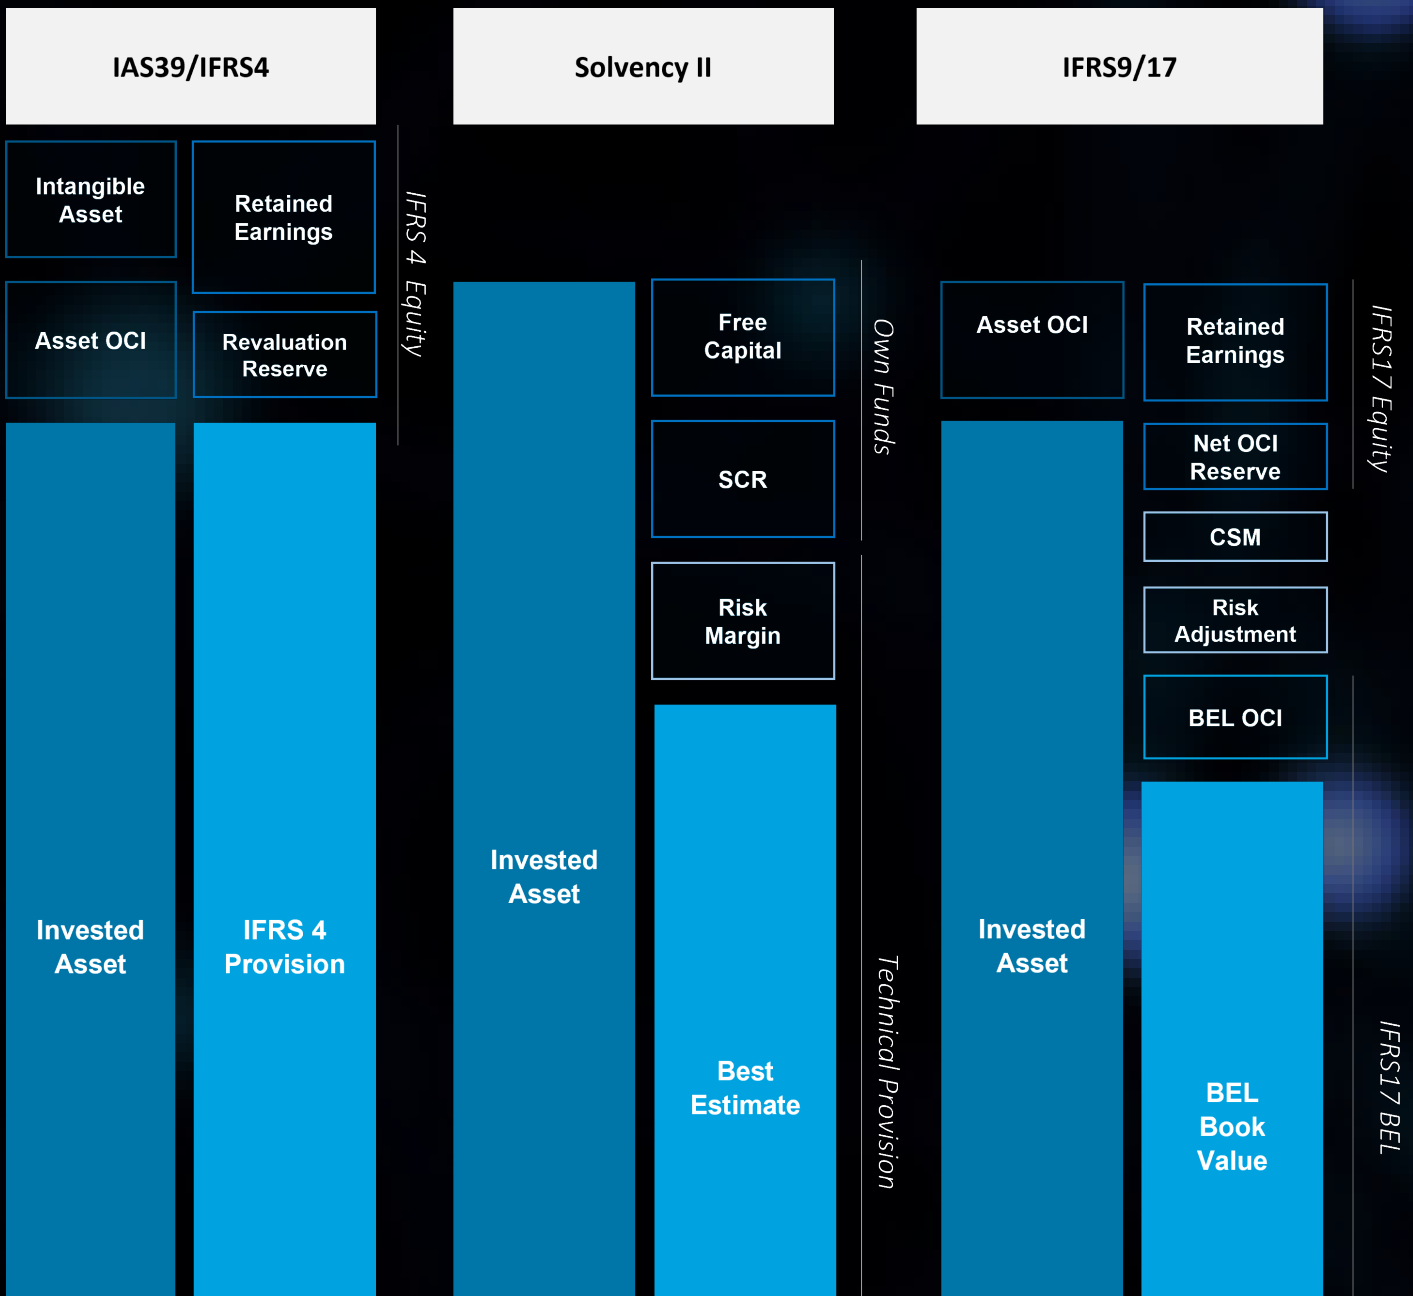 IAS39/IFRS4
Intangible
Asset
Retained
Earnings
Asset OCI
Revaluation
Reserve
IFRS 4 Equity
Invested
Asset
IFRS 4
Provision
Solvency II
Free
Capital
SCR
Own Funds
Risk
Margin
Invested
Asset
Best
Estimate
Technical Provision
IFRS9/17
Asset OCI
Retained
Earnings
Net OCI
Reserve
IFRS17 Equity
CSM
Risk
Adjustment
BEL OCI
Invested
Asset
BEL
Book
Value
IFRS17 BEL